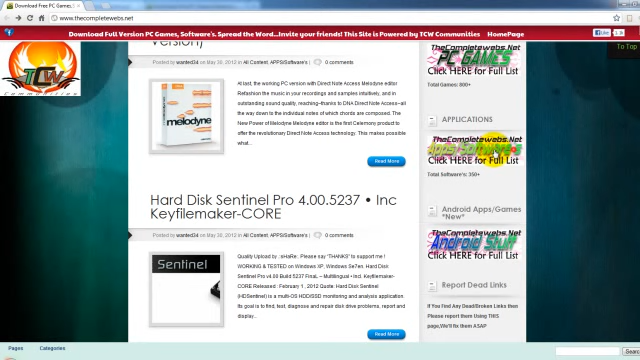 Download Free PC Games, S
www.thecompletewebs.net
Download Full Version PC Games, Software's. Spread the Word...Invite your friends! This Site is Powered by TCW Communities HomePage
Like
To Top
TCW
Communities
Version)
Posted by wanted34 on May 30, 2012 in All Content, APPS/Software's | 0 comments
melodyne
At last, the working PC version with Direct Note Access Melodyne editor
Refashion the music in your recordings and samples intuitively, and in
outstanding sound quality, reaching–thanks to DNA Direct Note Access–all
the way down to the individual notes of which chords are composed. The
New Power of Melodyne Melodyne editor is the first Celemony product to
offer the revolutionary Direct Note Access technology. This makes possible
what...
Read More
Hard Disk Sentinel Pro 4.00.5237 • Inc
Keyfilemaker-CORE
Posted by wanted34 on May 30, 2012 in All Content, APPS/Software's | 0 comments
Sentinel
Quality Upload by : sHaRe : Please say "THANKS" to support me !
WORKING & TESTED on Windows XP, Windows Se7en. Hard Disk
Sentinel Pro v4.00 Build 5237 FinaL – Multilingual • Incl. Keyfilemaker-
CORE Released : February 1, 2012 Quote: Hard Disk Sentinel
(HDSentinel) is a multi-OS HDD/SSD monitoring and analysis application.
Its goal is to find, test, diagnose and repair disk drive problems, report and
display...
Read More
TheCompletewebs.Net
PC GAMES
Click HERE for Full List
Total Games: 800+
APPLICATIONS
TheCompletewebs.Net
Apps/Software's
Click HERE for Full List
Total Software's: 350+
Android Apps/Games
*New*
TheCompletewebs.Net
Android Stuff
Click HERE for Full List
Report Dead Links
If You Find Any Dead/Broken Links then
Please report Them Using THIS
page,We'll fix them ASAP
Pages Categories
Searc